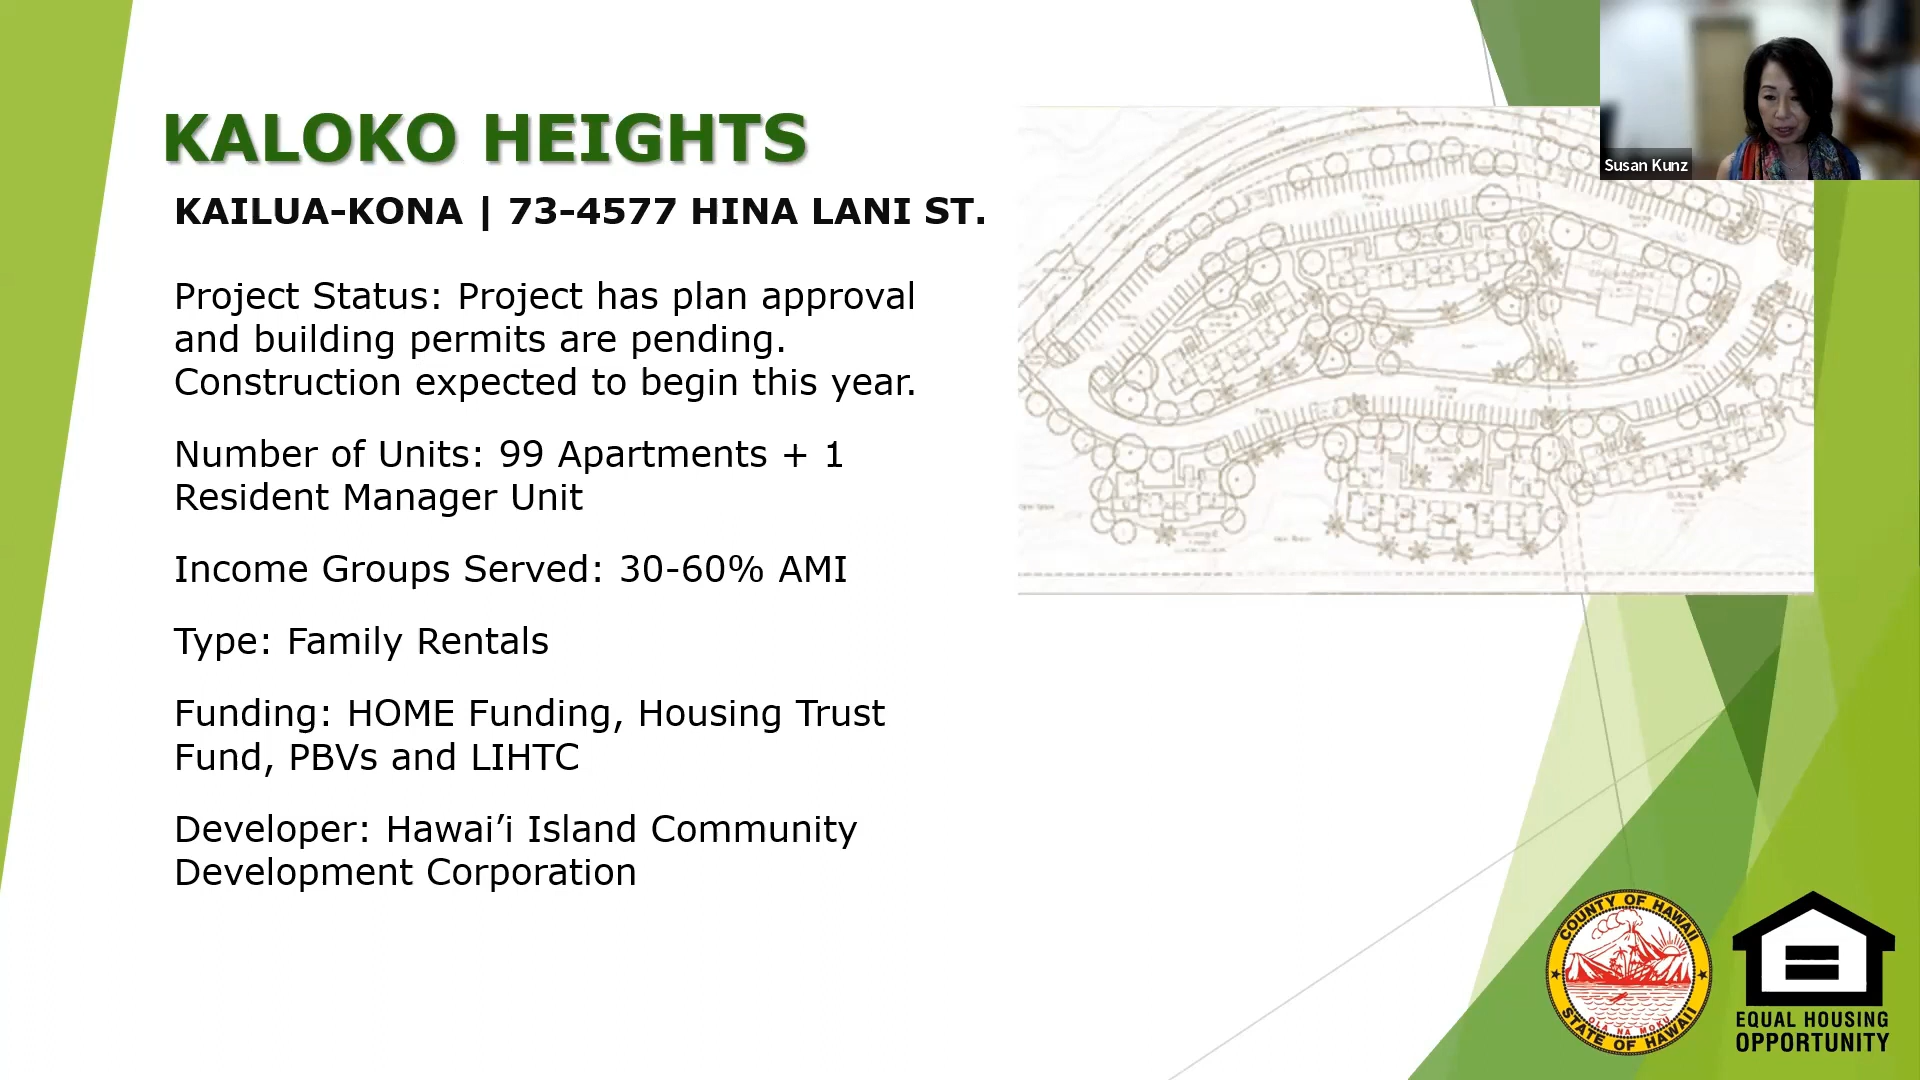 KALOKO HEIGHTS
KAILUA-KONA | 73-4577 HINA LANI ST.
Project Status: Project has plan approval
and building permits are pending.
Construction expected to begin this year.
Number of Units: 99 Apartments + 1
Resident Manager Unit
Income Groups Served: 30-60% AMI
Type: Family Rentals
Funding: HOME Funding, Housing Trust
Fund, PBVs and LIHTC
Developer: Hawai’i Island Community
Development Corporation
Susan Kunz
COUNTY OF HAWAII
OLA NA MOKU
STATE OF HAWAII
EQUAL HOUSING
OPPORTUNITY